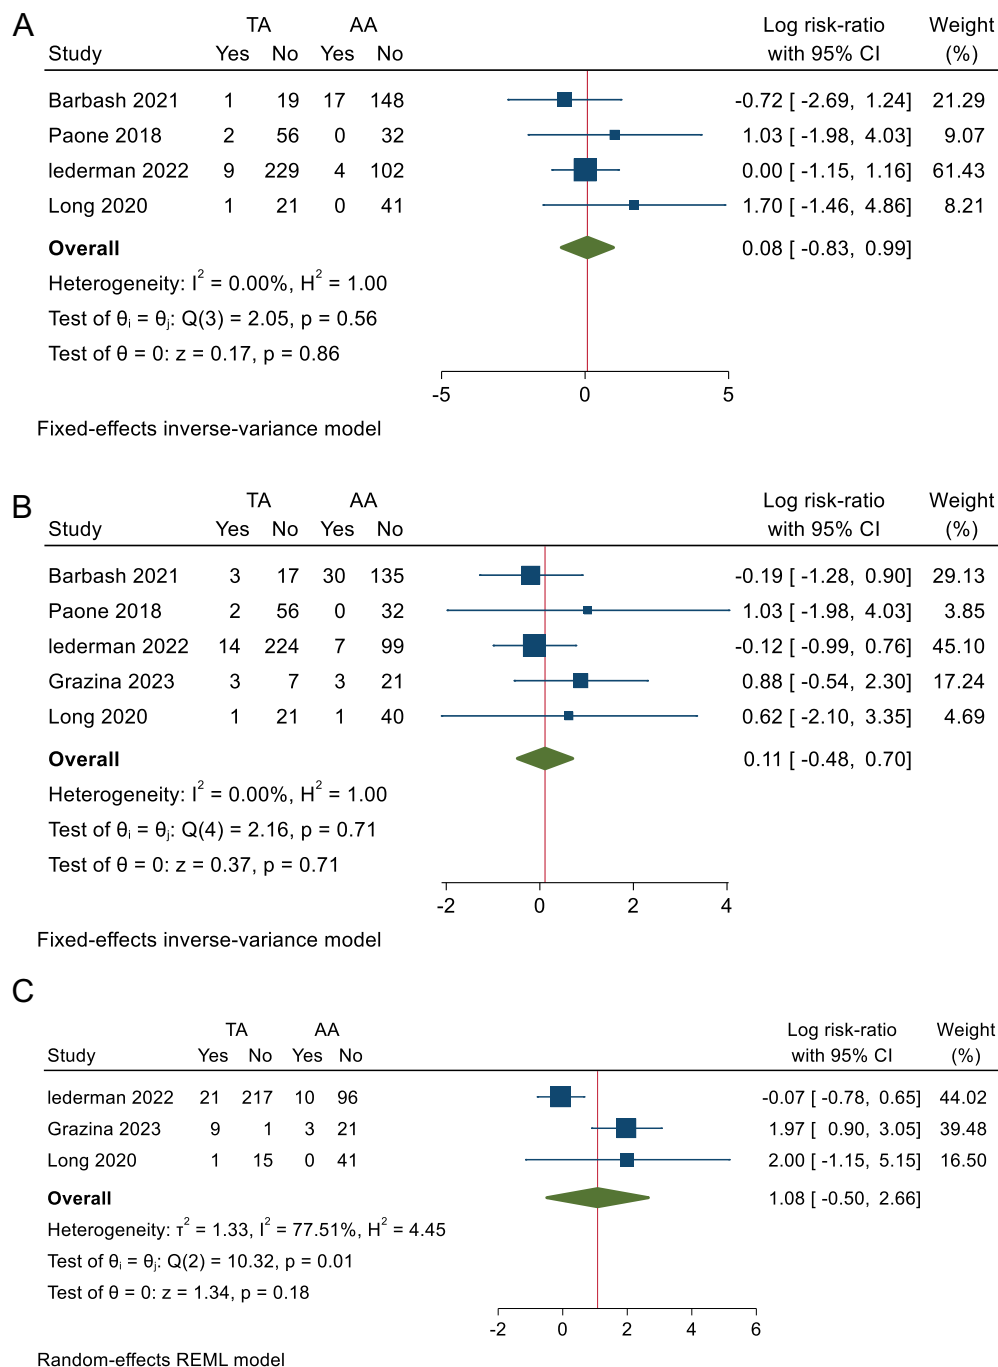 A
TA AA Log risk-ratio Weight
Study Yes No Yes No with 95% CI (%)
Barbash 2021 1 19 17 148 -0.72 [ -2.69, 1.24] 21.29
Paone 2018 2 56 0 32 1.03 [ -1.98, 4.03] 9.07
lederman 2022 9 229 4 102 0.00 [ -1.15, 1.16] 61.43
Long 2020 1 21 0 41 1.70 [ -1.46, 4.86] 8.21
Overall 0.08 [ -0.83, 0.99]
Heterogeneity: I² = 0.00%, H² = 1.00
Test of θᵢ = θⱼ: Q(3) = 2.05, p = 0.56
Test of θ = 0: z = 0.17, p = 0.86
-5 0 5
Fixed-effects inverse-variance model
B
TA AA Log risk-ratio Weight
Study Yes No Yes No with 95% CI (%)
Barbash 2021 3 17 30 135 -0.19 [ -1.28, 0.90] 29.13
Paone 2018 2 56 0 32 1.03 [ -1.98, 4.03] 3.85
lederman 2022 14 224 7 99 -0.12 [ -0.99, 0.76] 45.10
Grazina 2023 3 7 3 21 0.88 [ -0.54, 2.30] 17.24
Long 2020 1 21 1 40 0.62 [ -2.10, 3.35] 4.69
Overall 0.11 [ -0.48, 0.70]
Heterogeneity: I² = 0.00%, H² = 1.00
Test of θᵢ = θⱼ: Q(4) = 2.16, p = 0.71
Test of θ = 0: z = 0.37, p = 0.71
-2 0 2 4
Fixed-effects inverse-variance model
C
TA AA Log risk-ratio Weight
Study Yes No Yes No with 95% CI (%)
lederman 2022 21 217 10 96 -0.07 [ -0.78, 0.65] 44.02
Grazina 2023 9 1 3 21 1.97 [ 0.90, 3.05] 39.48
Long 2020 1 15 0 41 2.00 [ -1.15, 5.15] 16.50
Overall 1.08 [ -0.50, 2.66]
Heterogeneity: τ² = 1.33, I² = 77.51%, H² = 4.45
Test of θᵢ = θⱼ: Q(2) = 10.32, p = 0.01
Test of θ = 0: z = 1.34, p = 0.18
-2 0 2 4 6
Random-effects REML model